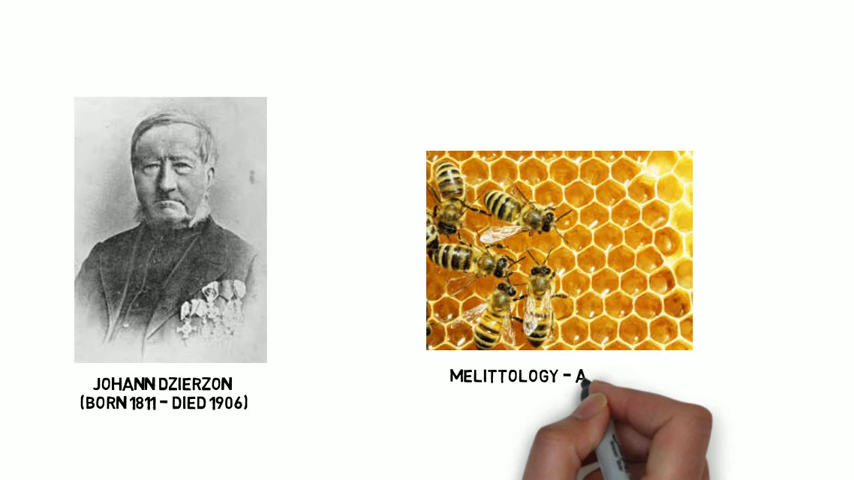 JOHANN DZIERZON
(BORN 1811 - DIED 1906)
MELITTOLOGY - A